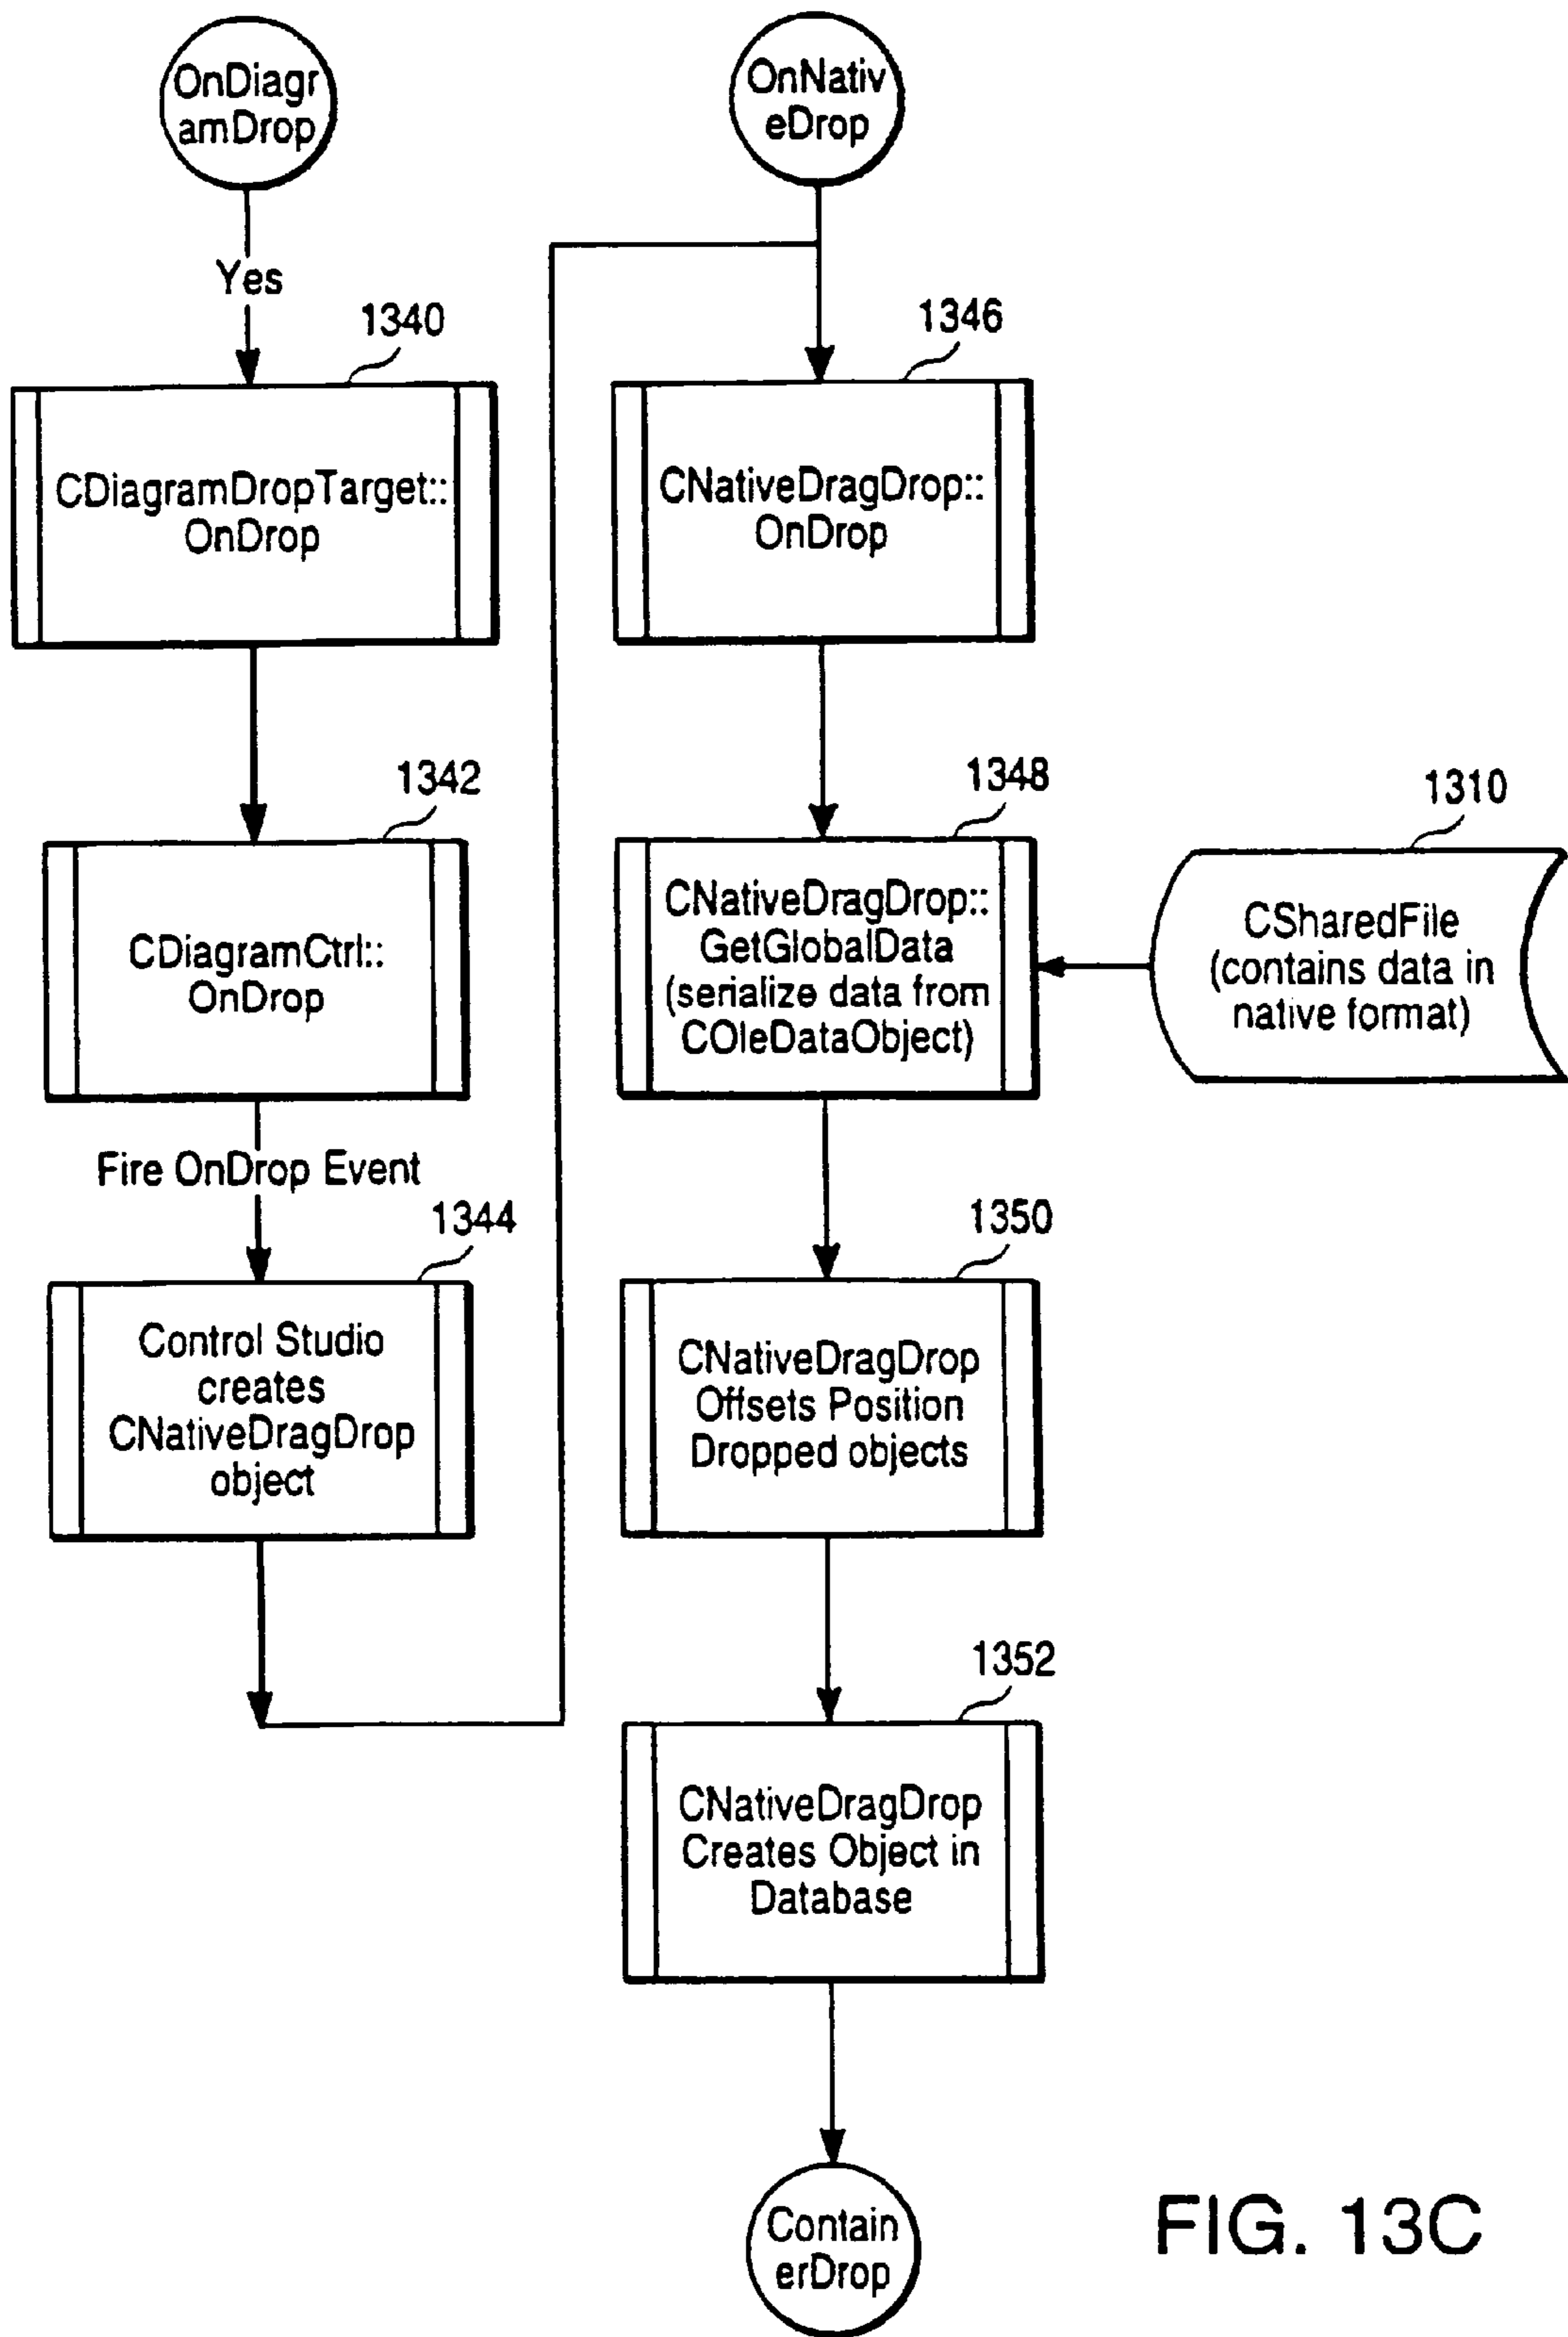 OnDiagr
amDrop
Yes
1340
CDiagramDropTarget::
OnDrop
1342
CDiagramCtrl::
OnDrop
Fire OnDrop Event
1344
Control Studio
creates
CNativeDragDrop
object
OnNativ
eDrop
1346
CNativeDragDrop::
OnDrop
1348
CNativeDragDrop::
GetGlobalData
(serialize data from
COleDataObject)
1310
CSharedFile
(contains data in
native format)
1350
CNativeDragDrop
Offsets Position
Dropped objects
1352
CNativeDragDrop
Creates Object in
Database
Contain
erDrop
FIG. 13C